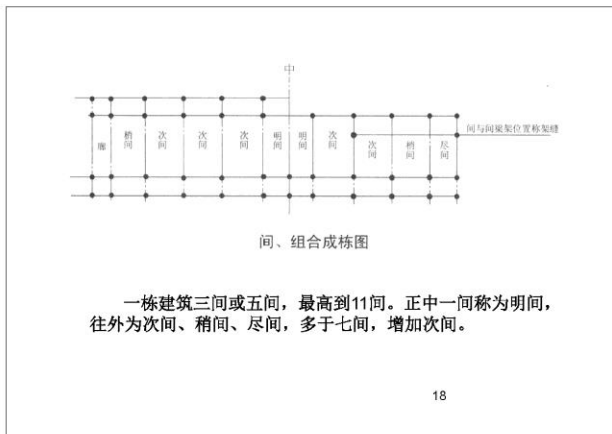 中
间与间梁架位置称架缝
廊 梢间 次间 次间 次间 明间 明间 次间 次间 梢间 尽间
间、组合成栋图
一栋建筑三间或五间，最高到11间。正中一间称为明间，
往外为次间、稍间、尽间，多于七间，增加次间。
18